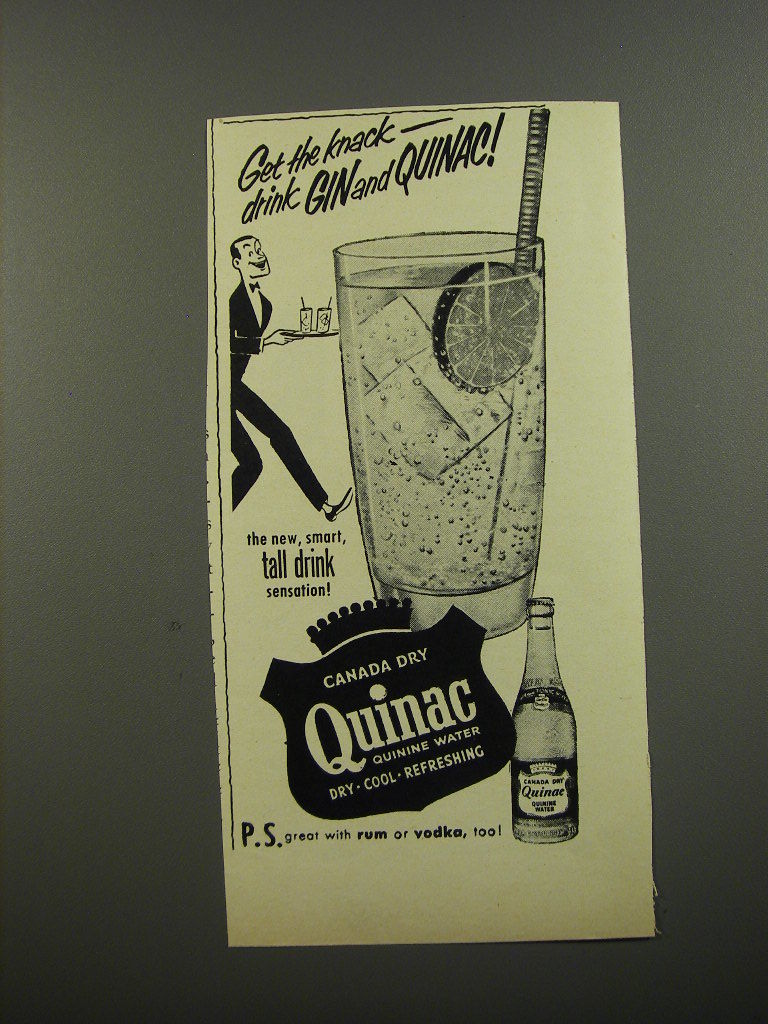 Get the knack —
drink GIN and QUINAC!
the new, smart,
tall drink
sensation!
CANADA DRY
Quinac
QUININE WATER
DRY · COOL · REFRESHING
CANADA DRY
Quinac
QUININE
WATER
P.S. great with rum or vodka, too!